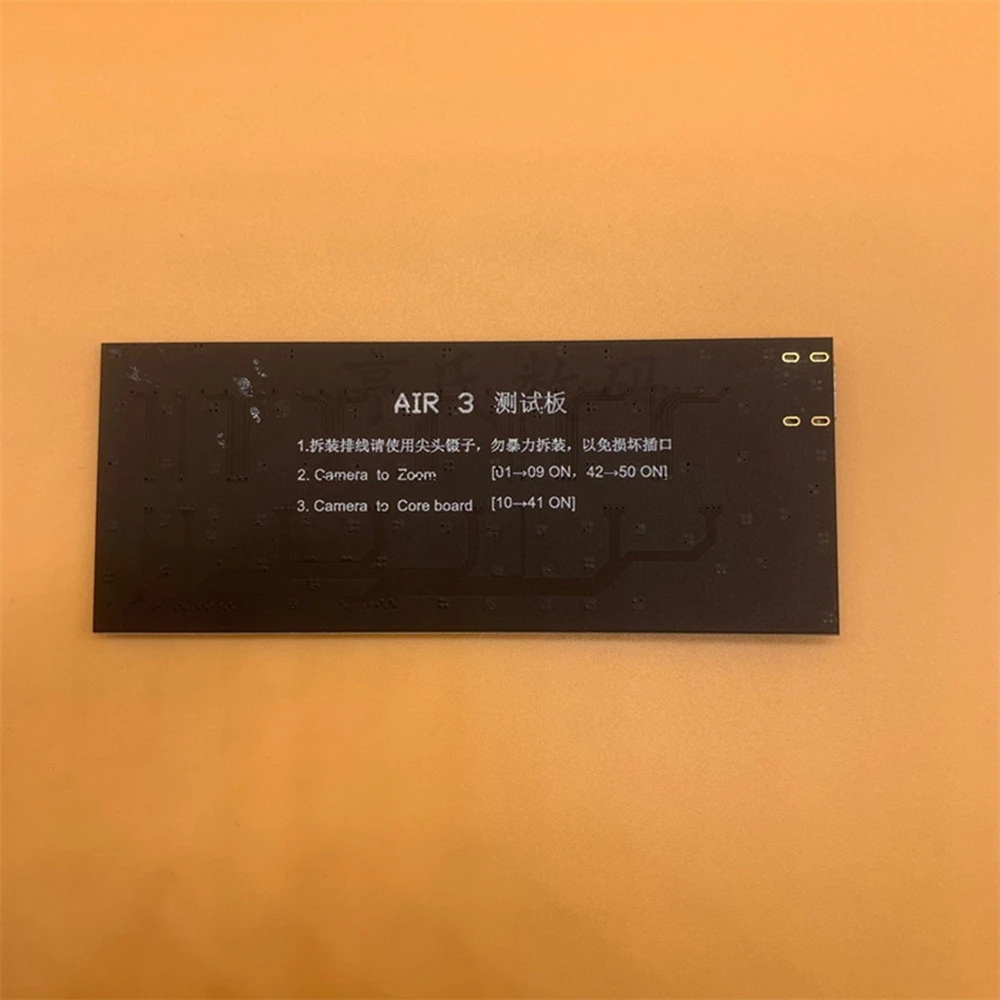 AIR 3 测试板
1.拆装排线请使用尖头镊子，勿暴力拆装，以免损坏插口
2. Camera to Zoom [01→09 ON, 42→50 ON]
3. Camera to Core board [10→41 ON]